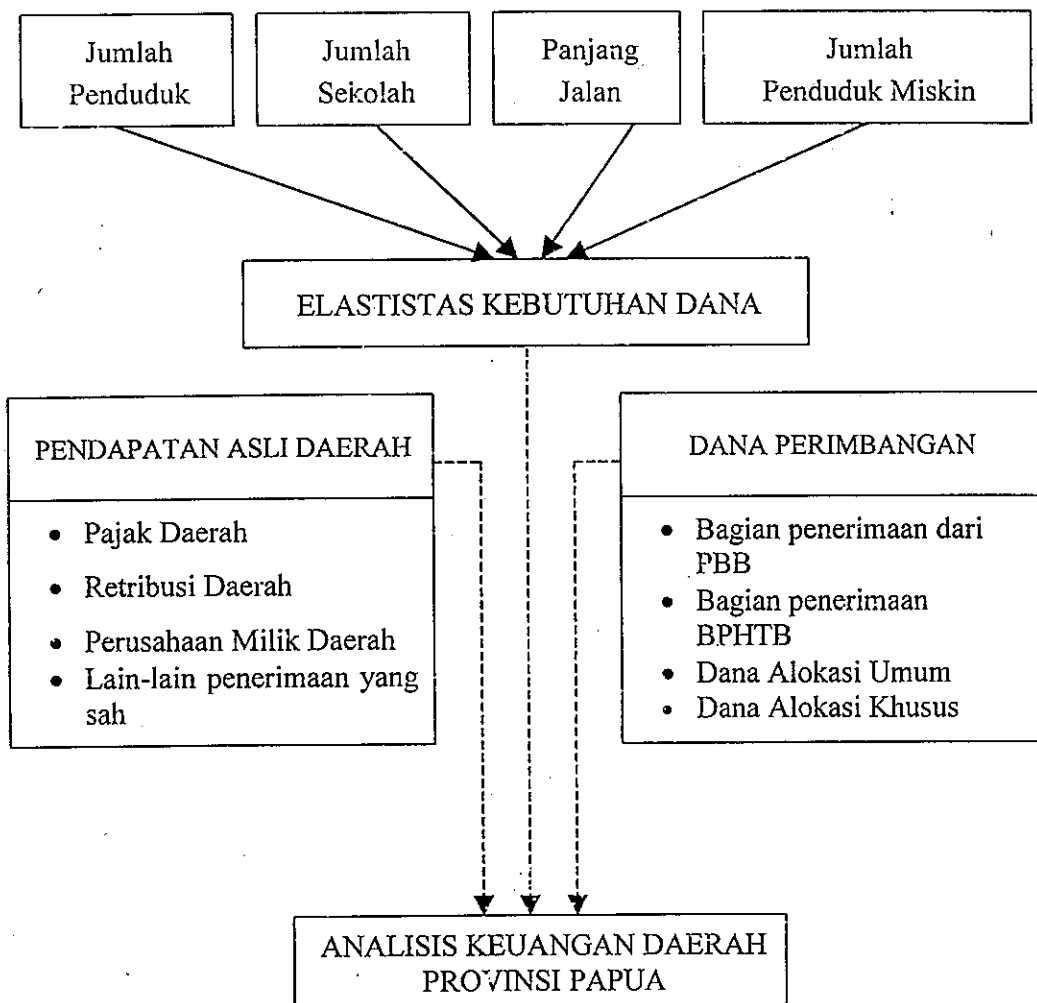 Jumlah
Penduduk
Jumlah
Sekolah
Panjang
Jalan
Jumlah
Penduduk Miskin
ELASTISTAS KEBUTUHAN DANA
PENDAPATAN ASLI DAERAH
• Pajak Daerah
• Retribusi Daerah
• Perusahaan Milik Daerah
• Lain-lain penerimaan yang
sah
DANA PERIMBANGAN
• Bagian penerimaan dari
PBB
• Bagian penerimaan
BPHTB
• Dana Alokasi Umum
• Dana Alokasi Khusus
ANALISIS KEUANGAN DAERAH
PROVINSI PAPUA